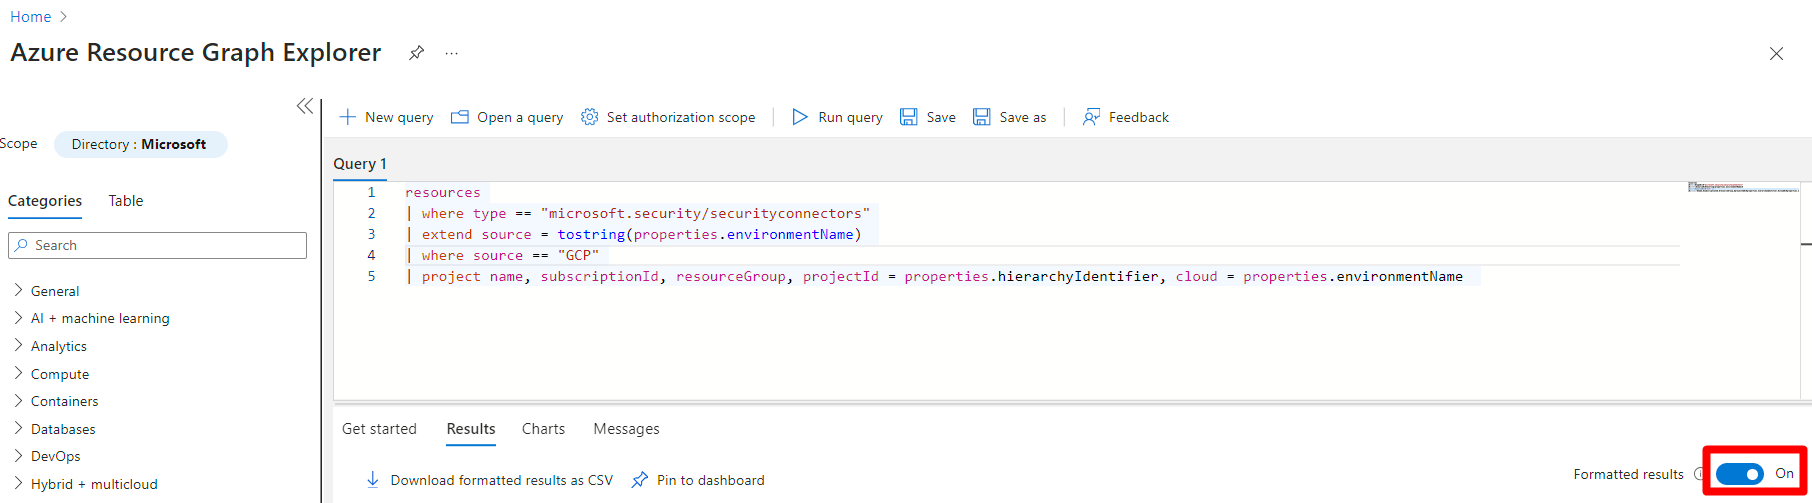 Home
Azure Resource Graph Explorer
Scope
Directory : Microsoft
Categories Table
Search
General
AI + machine learning
Analytics
Compute
Containers
Databases
DevOps
Hybrid + multicloud
New query Open a query Set authorization scope Run query Save Save as Feedback
Query 1
1 resources
2 | where type == "microsoft.security/securityconnectors"
3 | extend source = tostring(properties.environmentName)
4 | where source == "GCP"
5 | project name, subscriptionId, resourceGroup, projectId = properties.hierarchyIdentifier, cloud = properties.environmentName
Get started Results Charts Messages
Download formatted results as CSV Pin to dashboard
Formatted results On